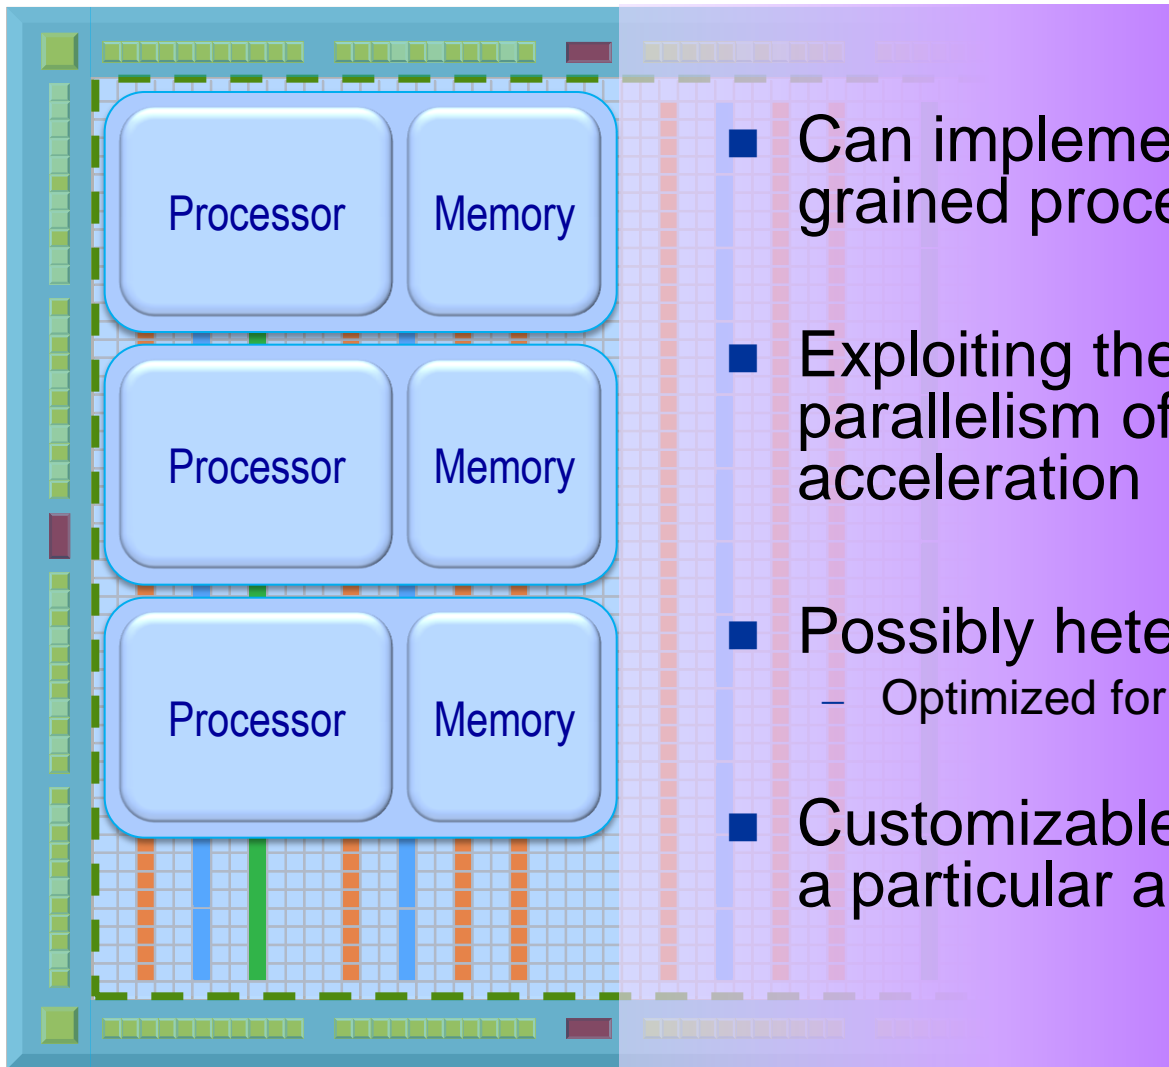 Processor Memory
Processor Memory
Processor Memory
■ Can impleme
grained proce
■ Exploiting the
parallelism of
acceleration
■ Possibly hete
– Optimized for
■ Customizable
a particular a